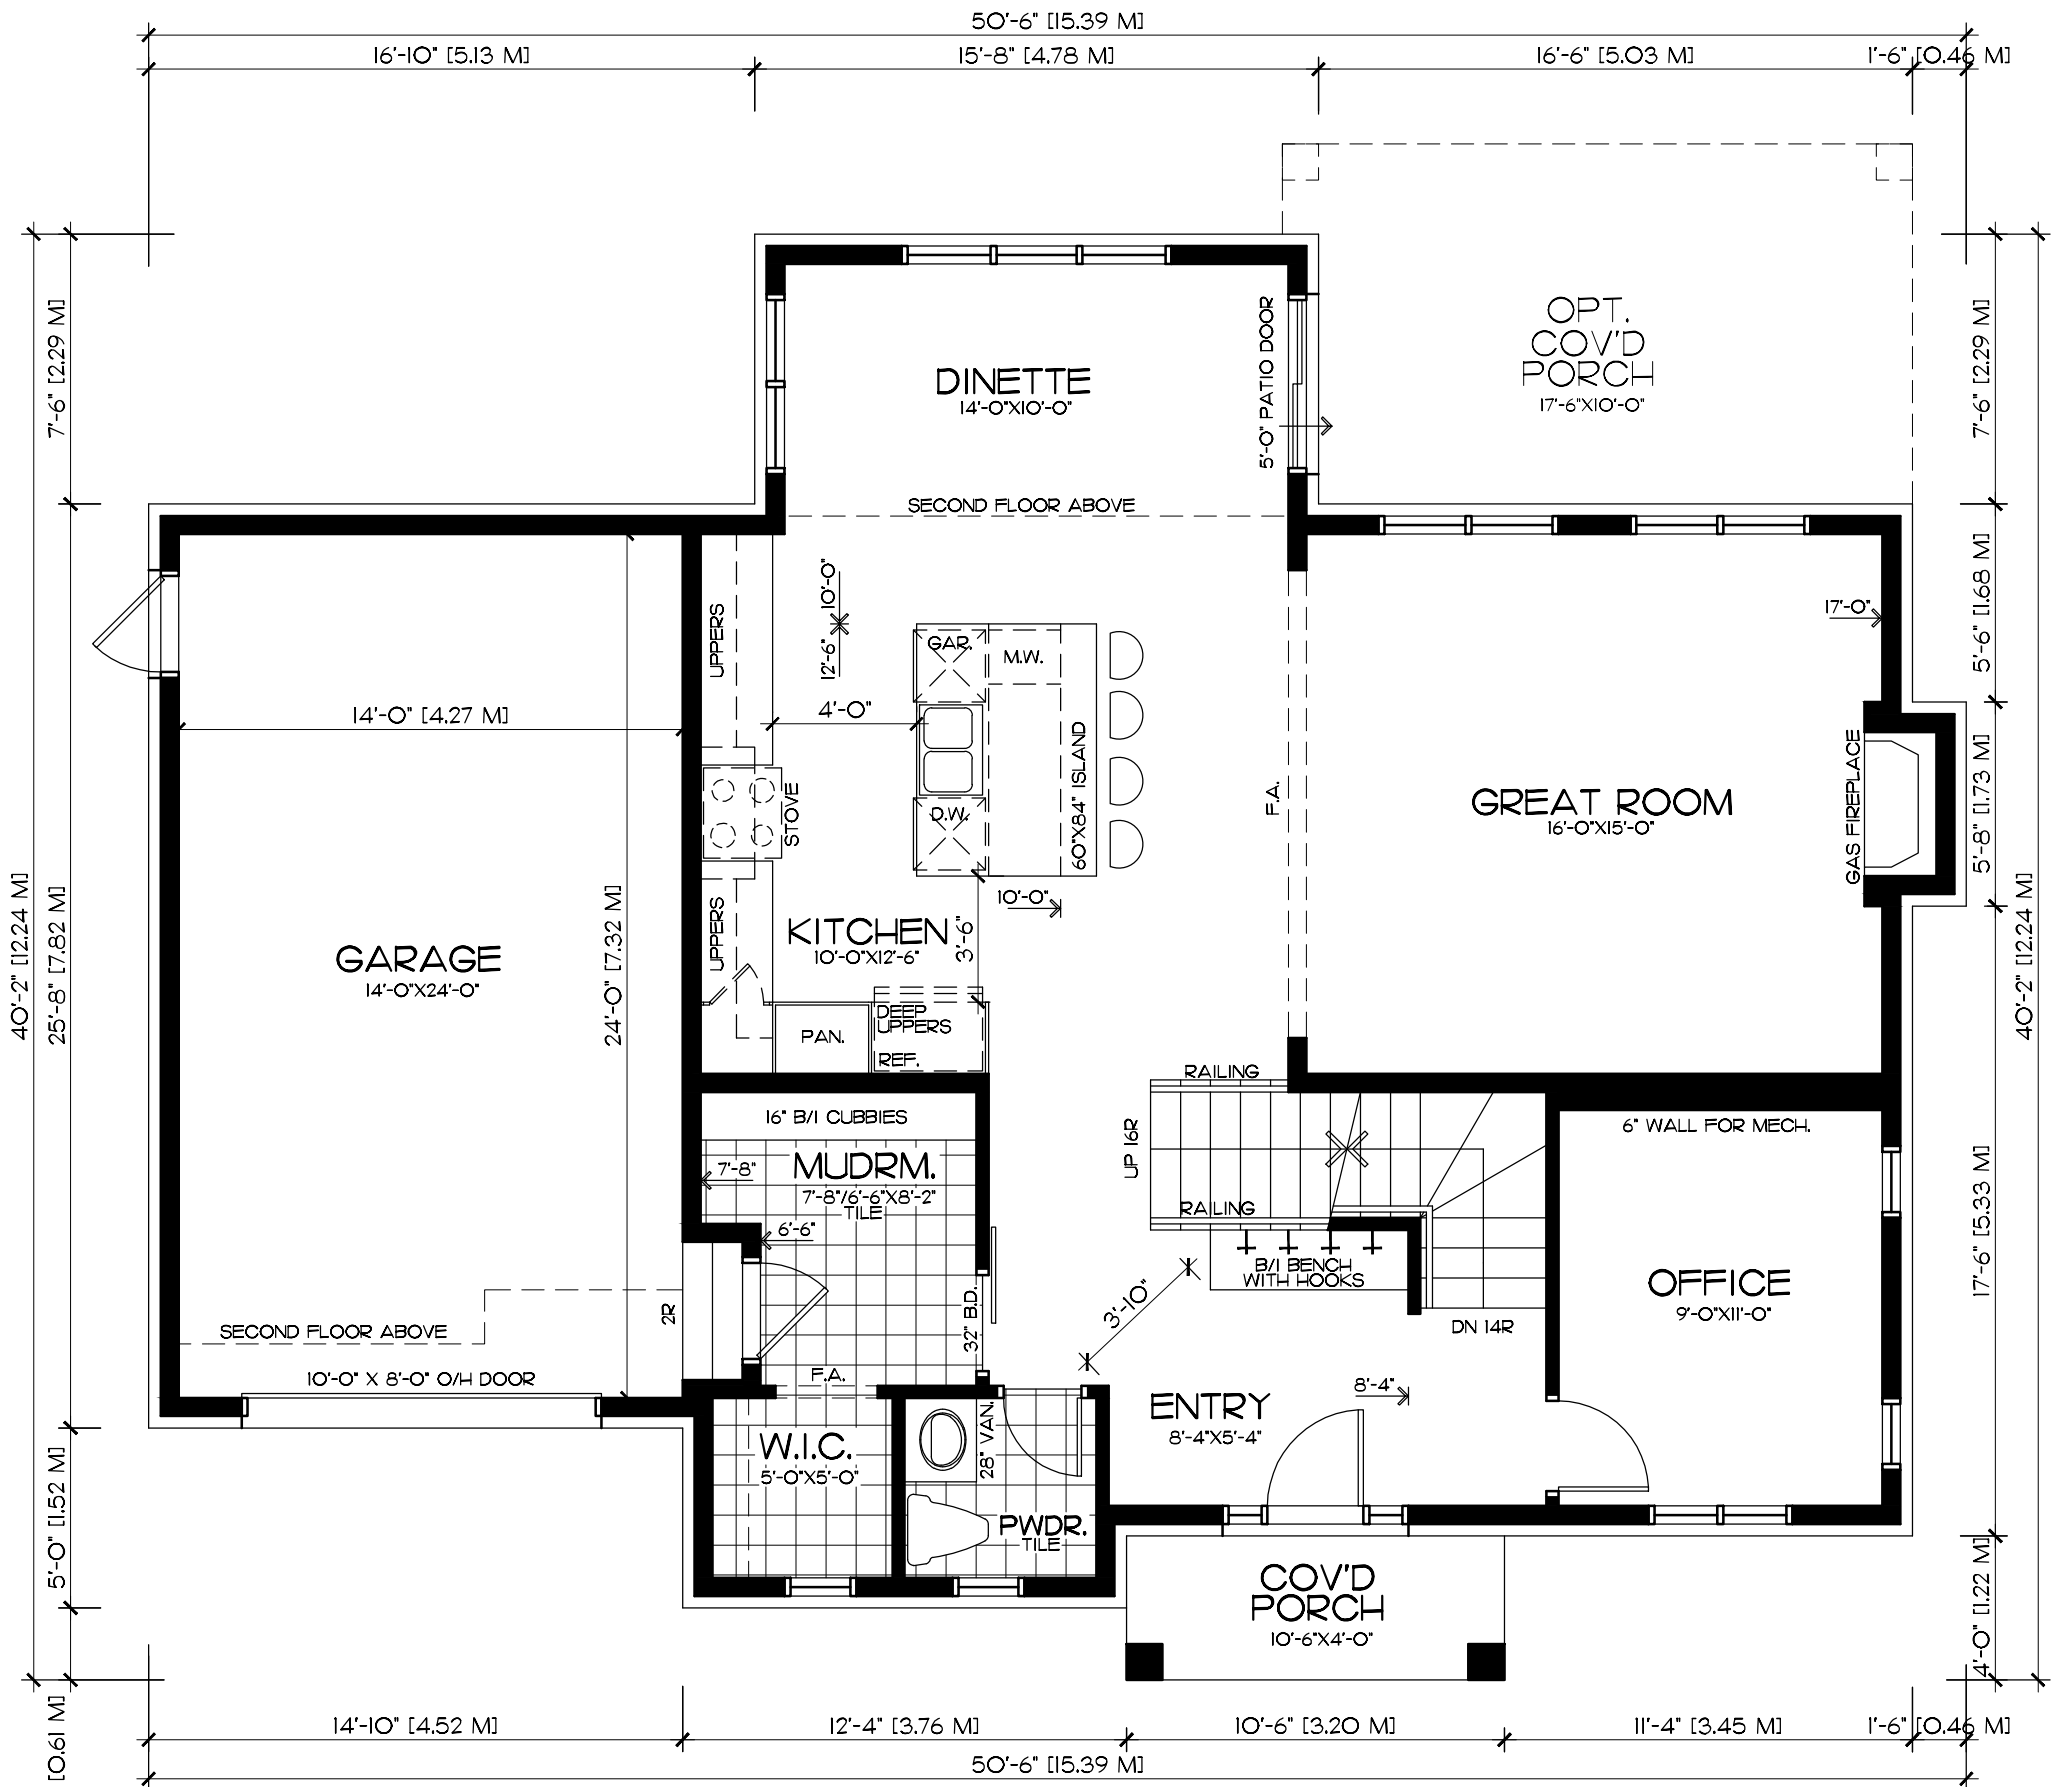 50'-6" [15.39 M]
16'-10" [5.13 M]
15'-8" [4.78 M]
16'-6" [5.03 M]
1'-6" [0.46 M]
7'-6" [2.29 M]
40'-2" [12.24 M]
25'-8" [7.82 M]
5'-0" [1.52 M]
[0.61 M]
DINETTE
14'-0"X10'-0"
5'-0" PATIO DOOR
OPT.
COV'D
PORCH
17'-6"X10'-0"
SECOND FLOOR ABOVE
7'-6" [2.29 M]
5'-6" [1.68 M]
5'-8" [1.73 M]
40'-2" [12.24 M]
17'-6" [5.33 M]
4'-0" [1.22 M]
14'-0" [4.27 M]
24'-0" [7.32 M]
GARAGE
14'-0"X24'-0"
SECOND FLOOR ABOVE
10'-0" X 8'-0" O/H DOOR
2R
UPPERS
10'-0"
12'-6"
4'-0"
GAR.
M.W.
D.W.
60"X84" ISLAND
STOVE
UPPERS
KITCHEN
10'-0"X12'-6"
10'-0"
3'-6"
PAN.
DEEP
UPPERS
REF.
F.A.
GREAT ROOM
16'-0"X15'-0"
17'-0"
GAS FIREPLACE
16" B/I CUBBIES
MUDRM.
7'-8"/6'-6"X8'-2"
TILE
7'-8"
6'-6"
32" B.D.
F.A.
W.I.C.
5'-0"X5'-0"
28" VAN.
PWDR.
TILE
RAILING
UP 16R
RAILING
B/I BENCH
WITH HOOKS
DN 14R
3'-10"
ENTRY
8'-4"X5'-4"
8'-4"
6" WALL FOR MECH.
OFFICE
9'-0"X11'-0"
COV'D
PORCH
10'-6"X4'-0"
14'-10" [4.52 M]
12'-4" [3.76 M]
10'-6" [3.20 M]
11'-4" [3.45 M]
1'-6" [0.46 M]
50'-6" [15.39 M]